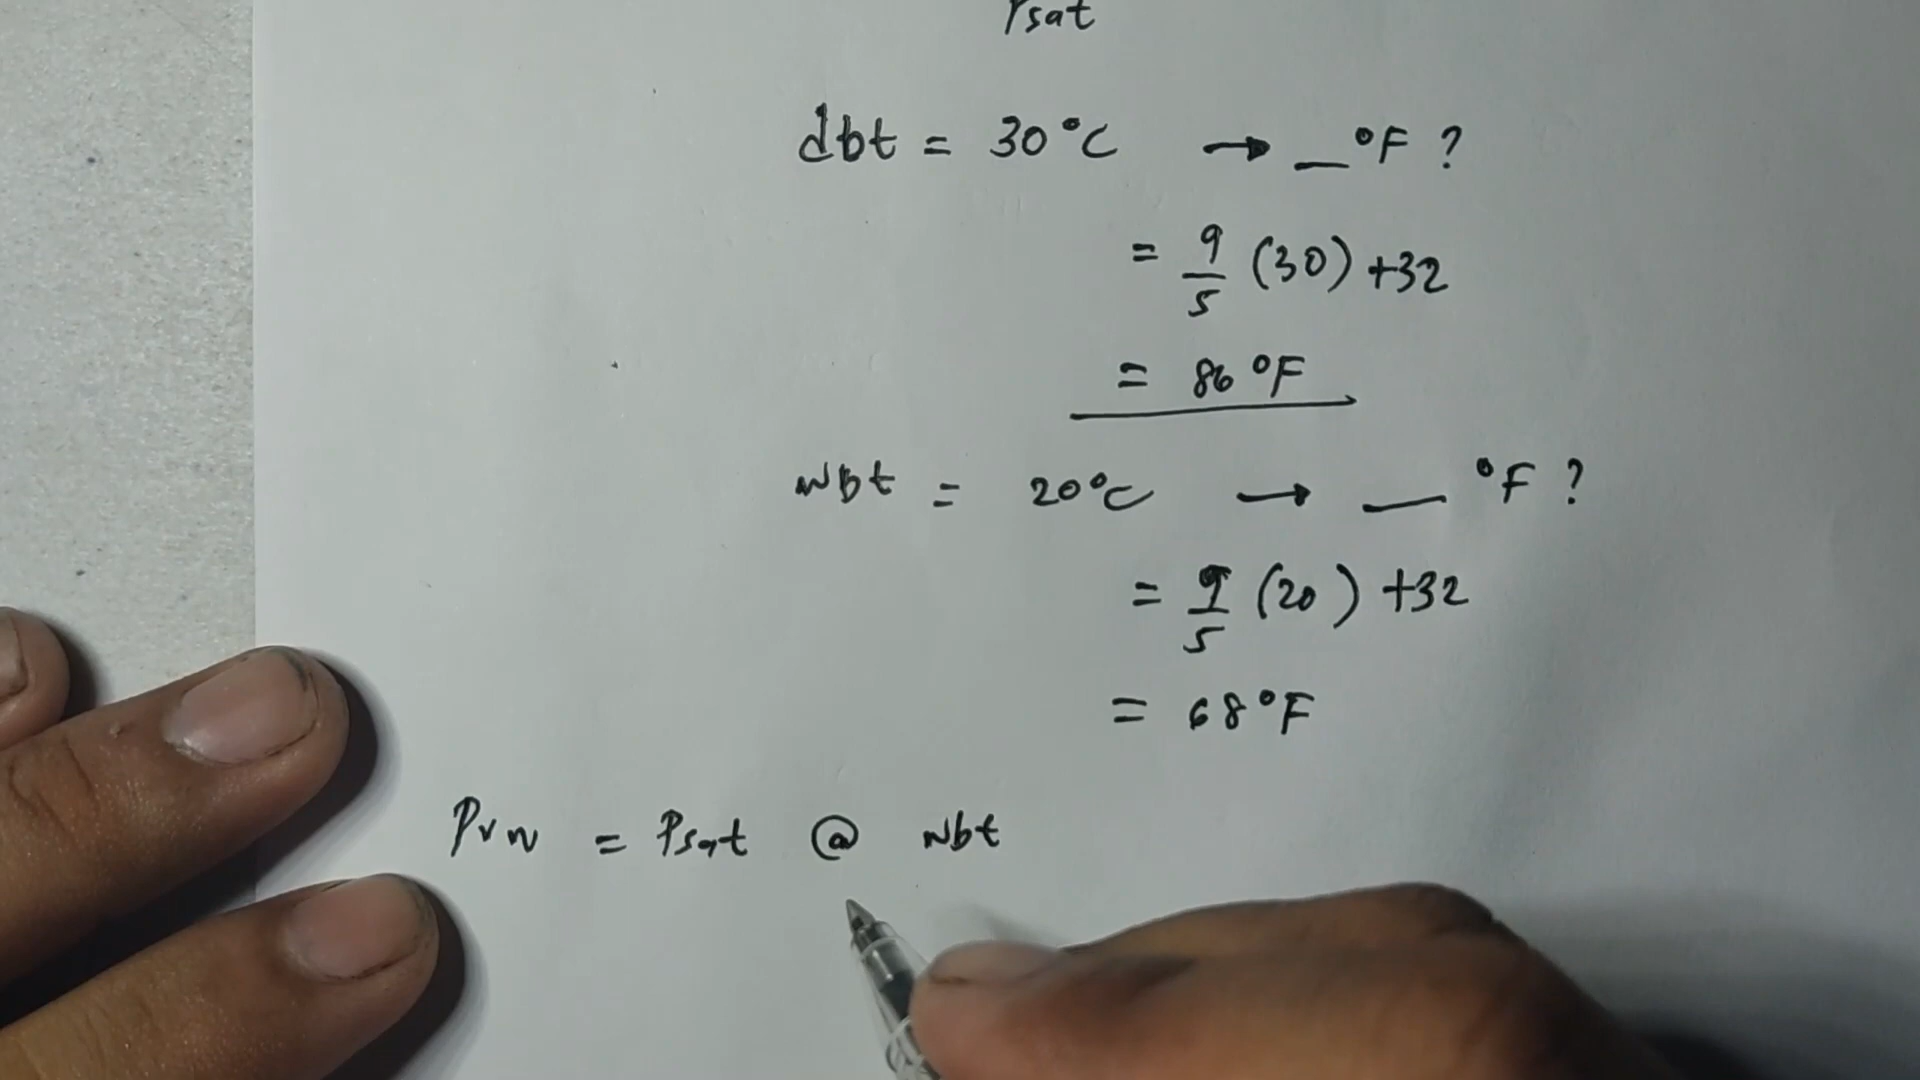 Psat
dbt = 30°C → __°F ?
= 9/5 (30) +32
= 86°F
wbt = 20°C → __ °F ?
= 9/5 (20) +32
= 68°F
Pvw = Psat @ wbt